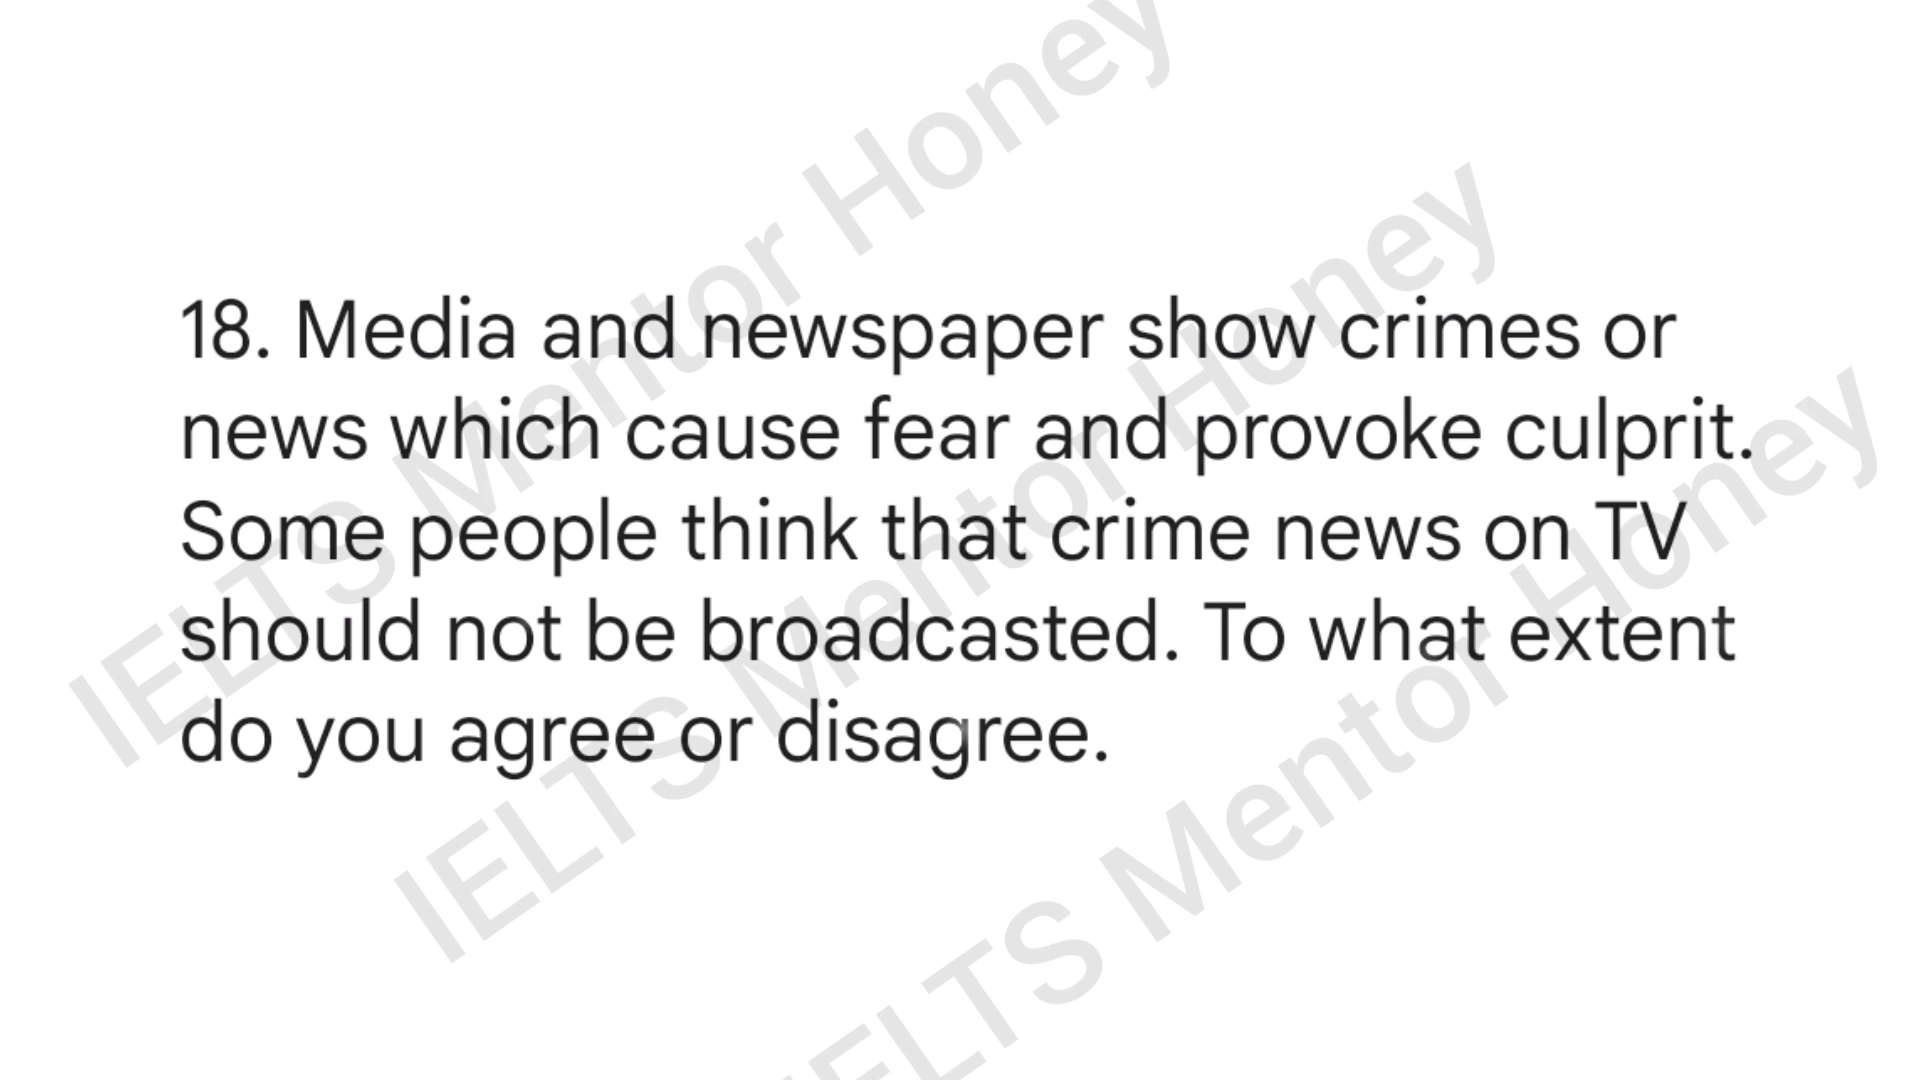 18. Media and newspaper show crimes or
news which cause fear and provoke culprit.
Some people think that crime news on TV
should not be broadcasted. To what extent
do you agree or disagree.
IELTS Mentor Honey
IELTS Mentor Honey
IELTS Mentor Honey